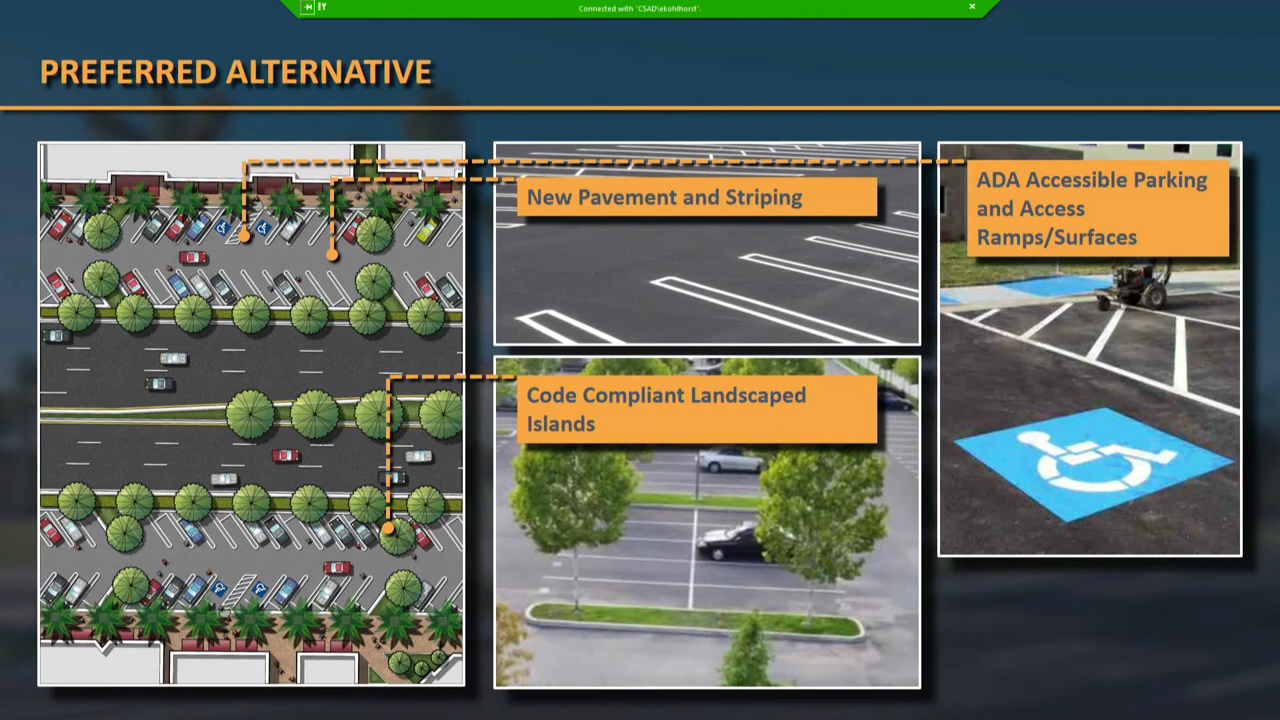 Connected with "CSAD\ekohlhorst".
PREFERRED ALTERNATIVE
New Pavement and Striping
ADA Accessible Parking
and Access
Ramps/Surfaces
Code Compliant Landscaped
Islands